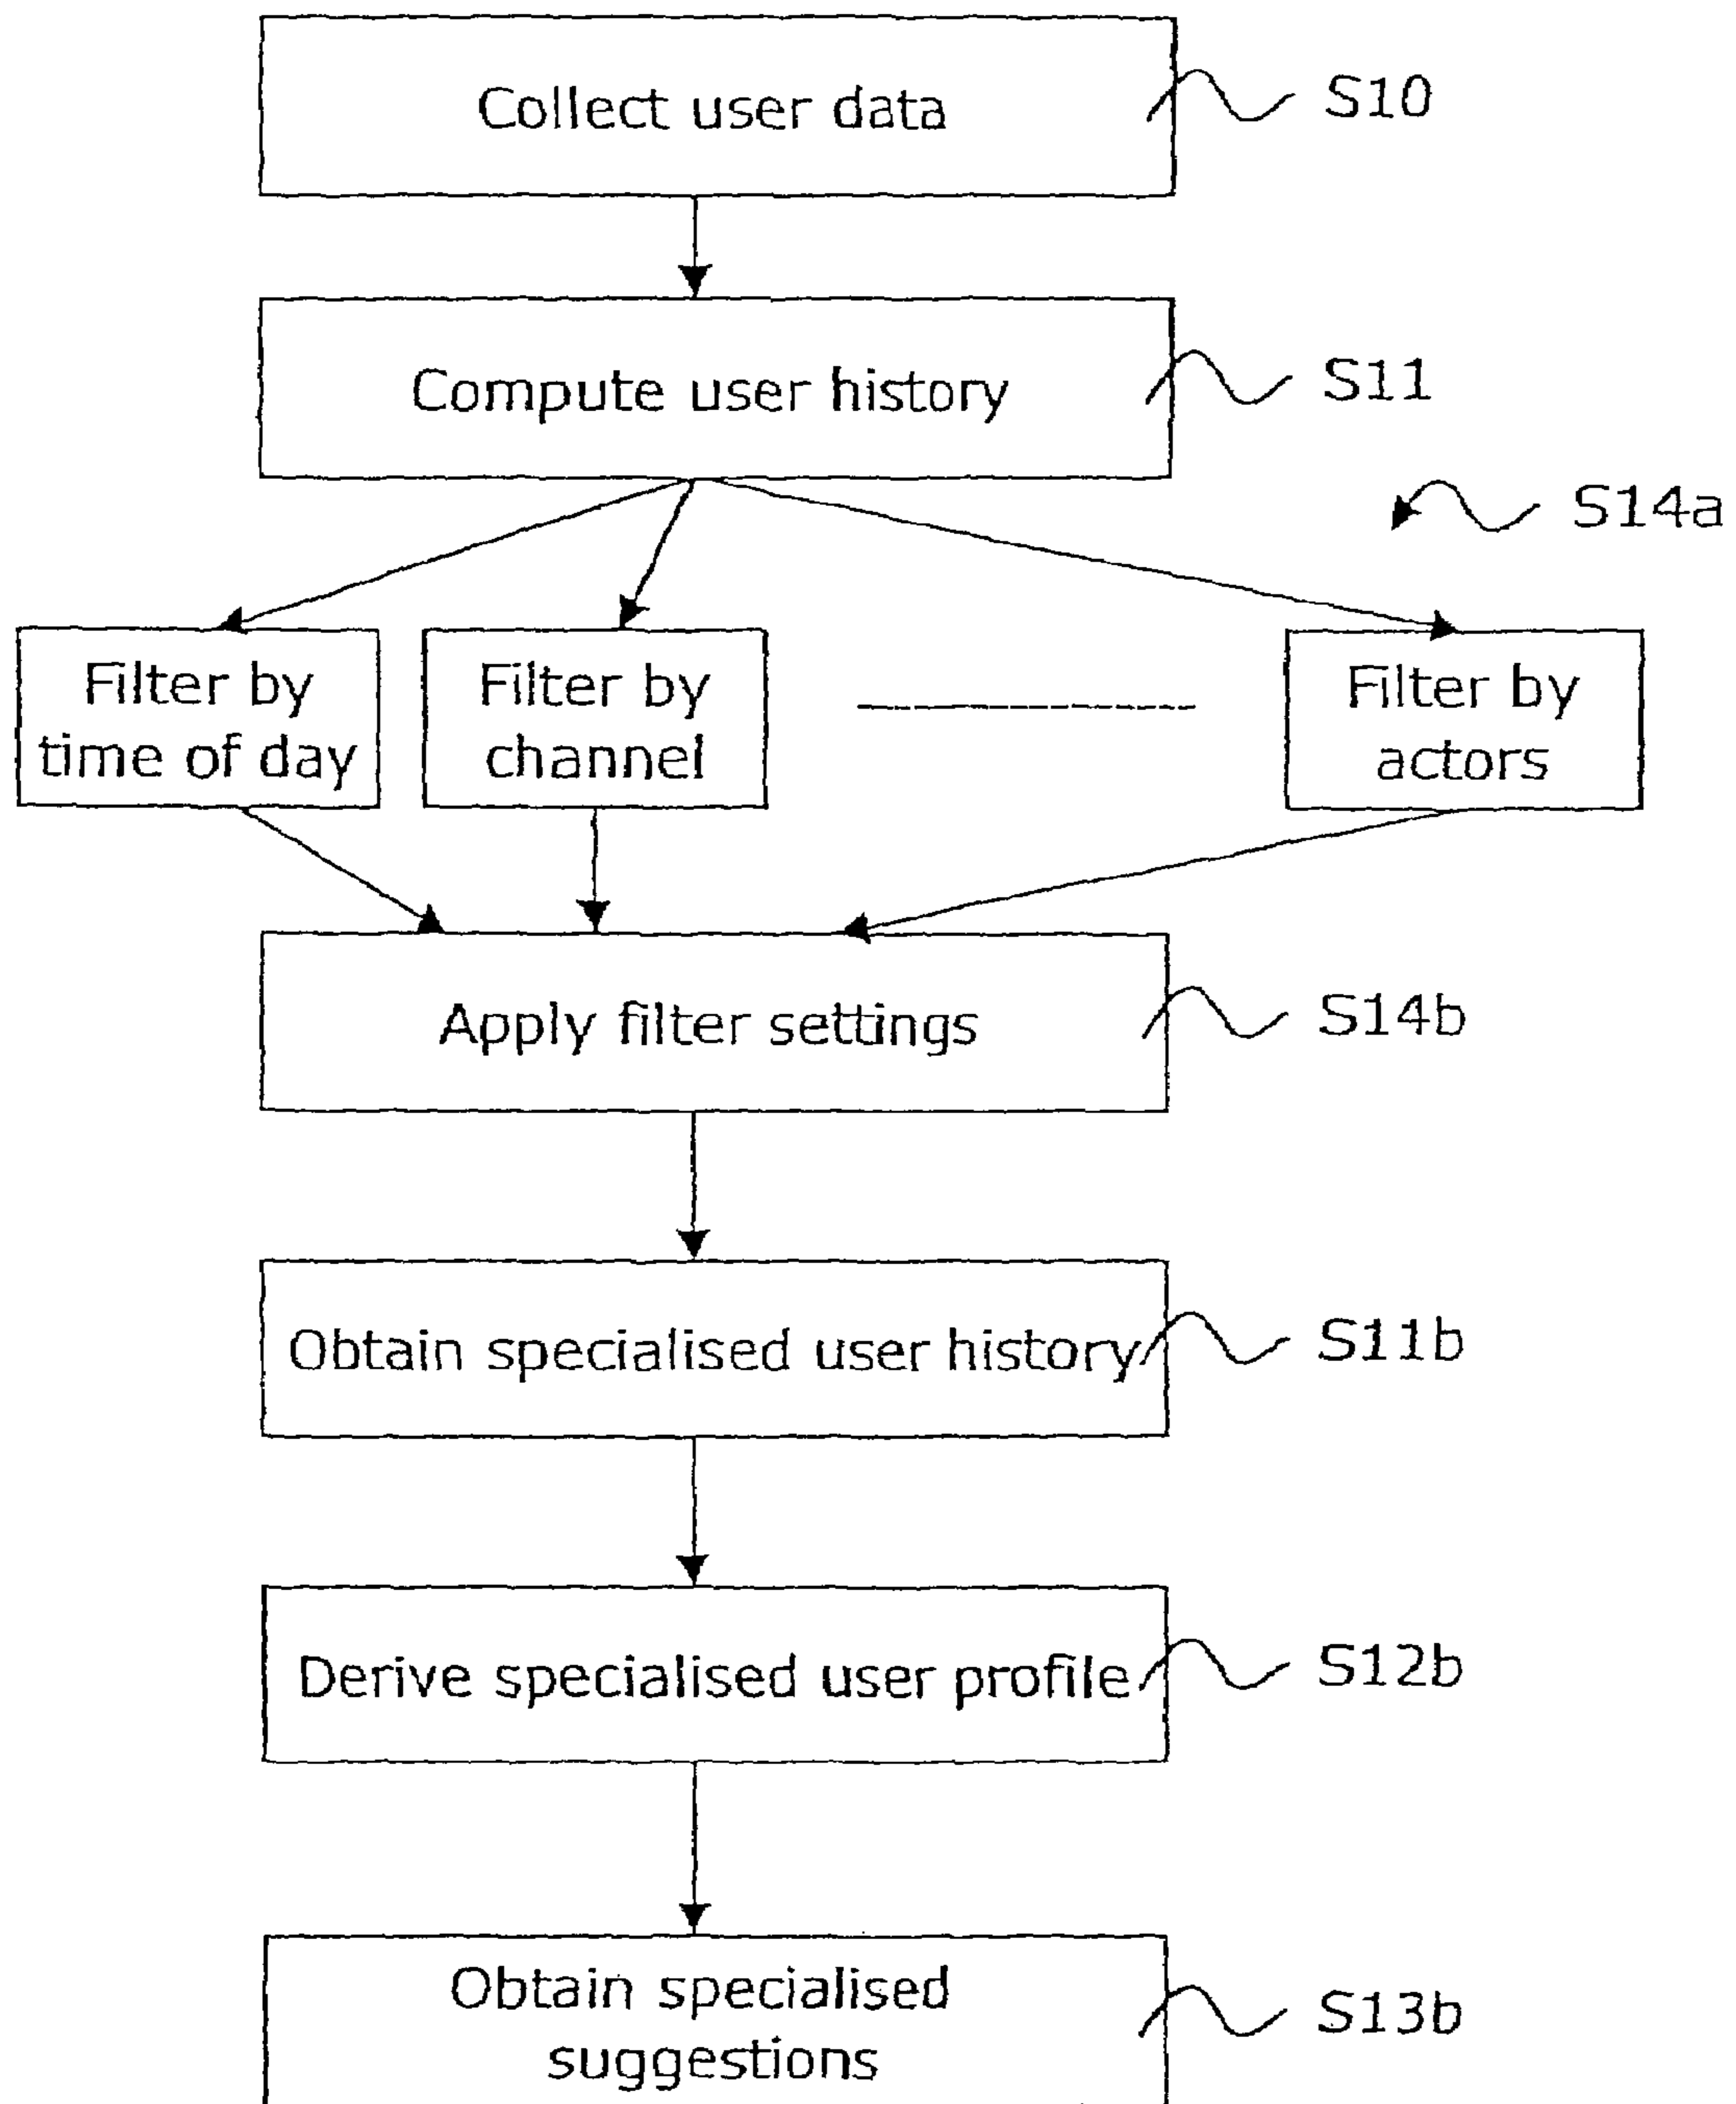 Collect user data
S10
Compute user history
S11
S14a
Filter by
time of day
Filter by
channel
Filter by
actors
Apply filter settings
S14b
Obtain specialised user history
S11b
Derive specialised user profile
S12b
Obtain specialised
suggestions
S13b